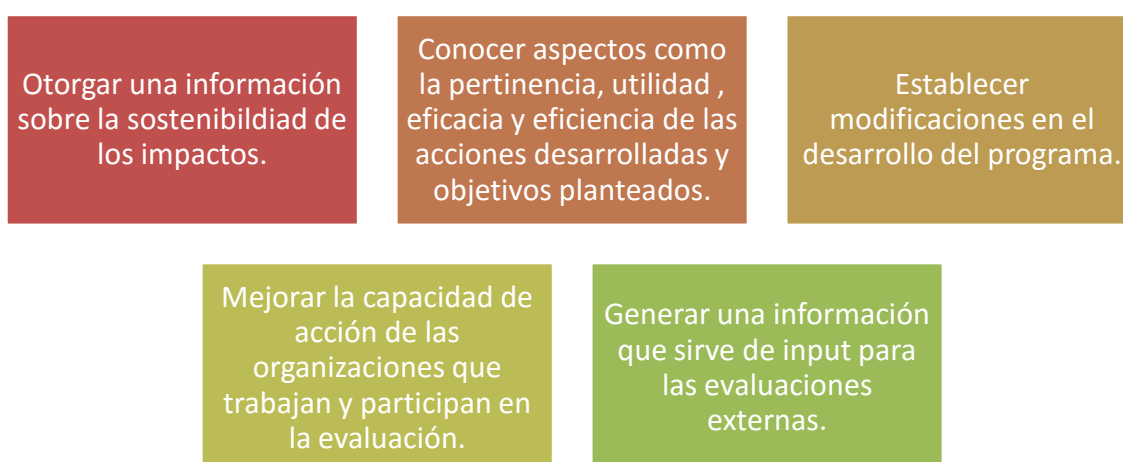 Otorgar una información
sobre la sostenibildiad de
los impactos.
Conocer aspectos como
la pertinencia, utilidad ,
eficacia y eficiencia de las
acciones desarrolladas y
objetivos planteados.
Establecer
modificaciones en el
desarrollo del programa.
Mejorar la capacidad de
acción de las
organizaciones que
trabajan y participan en
la evaluación.
Generar una información
que sirve de input para
las evaluaciones
externas.